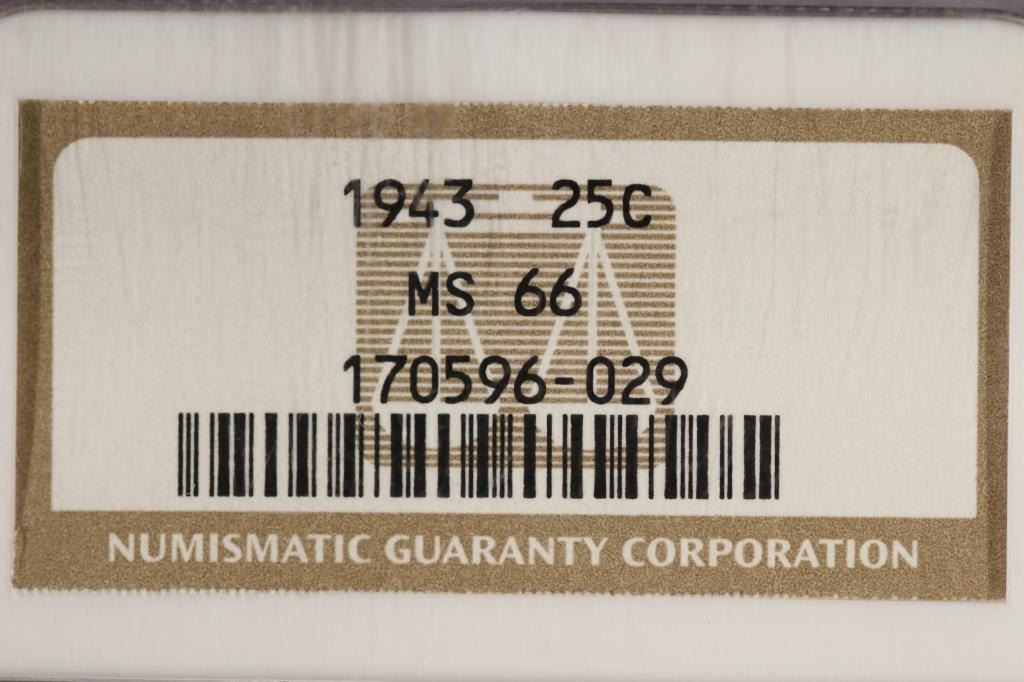 1943 25C
MS 66
170596-029
NUMISMATIC GUARANTY CORPORATION